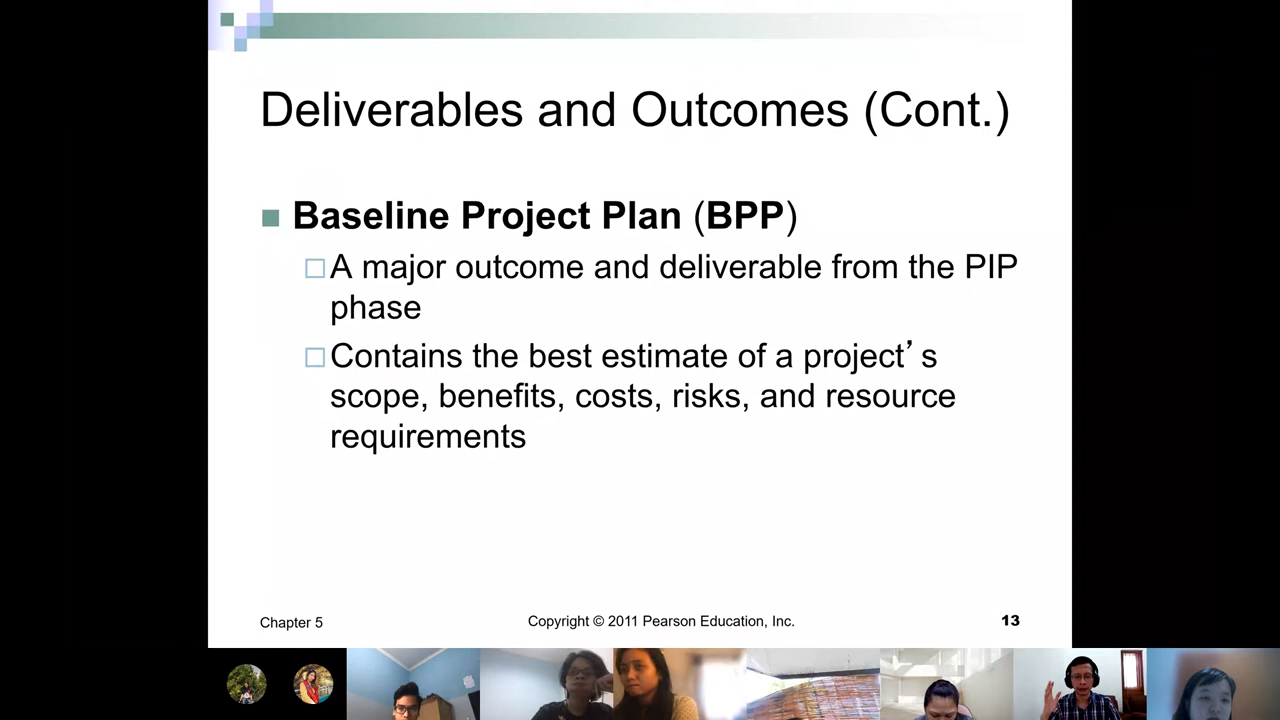 Deliverables and Outcomes (Cont.)
Baseline Project Plan (BPP)
A major outcome and deliverable from the PIP
phase
Contains the best estimate of a project’s
scope, benefits, costs, risks, and resource
requirements
Chapter 5
Copyright © 2011 Pearson Education, Inc.
13